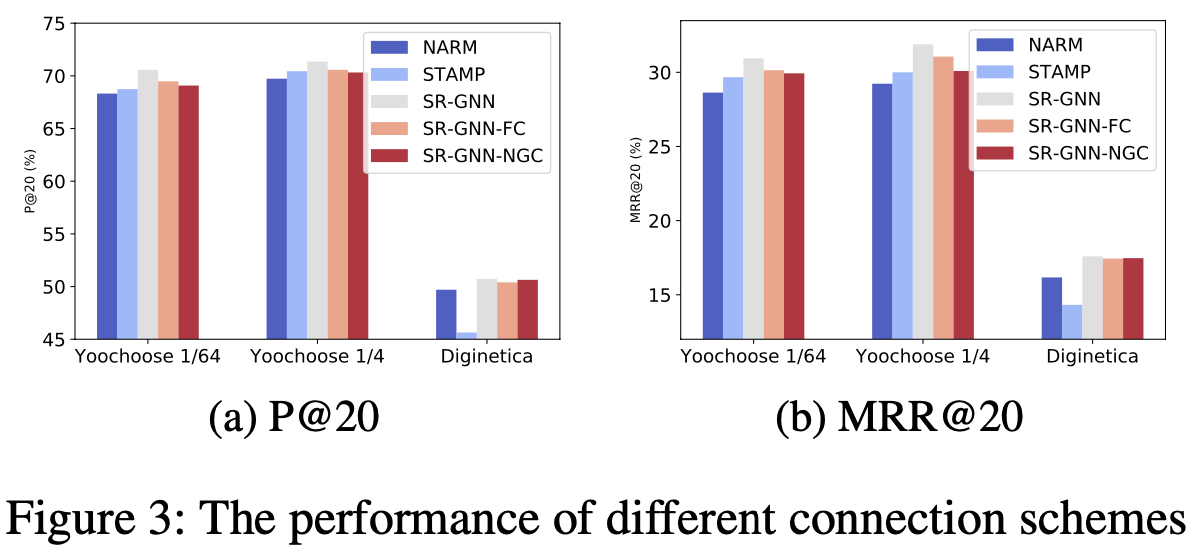 75
70
65
60
55
50
45
P@20 (%)
NARM
STAMP
SR-GNN
SR-GNN-FC
SR-GNN-NGC
Yoochoose 1/64 Yoochoose 1/4 Diginetica
(a) P@20
30
25
20
15
MRR@20 (%)
NARM
STAMP
SR-GNN
SR-GNN-FC
SR-GNN-NGC
Yoochoose 1/64 Yoochoose 1/4 Diginetica
(b) MRR@20
Figure 3: The performance of different connection schemes